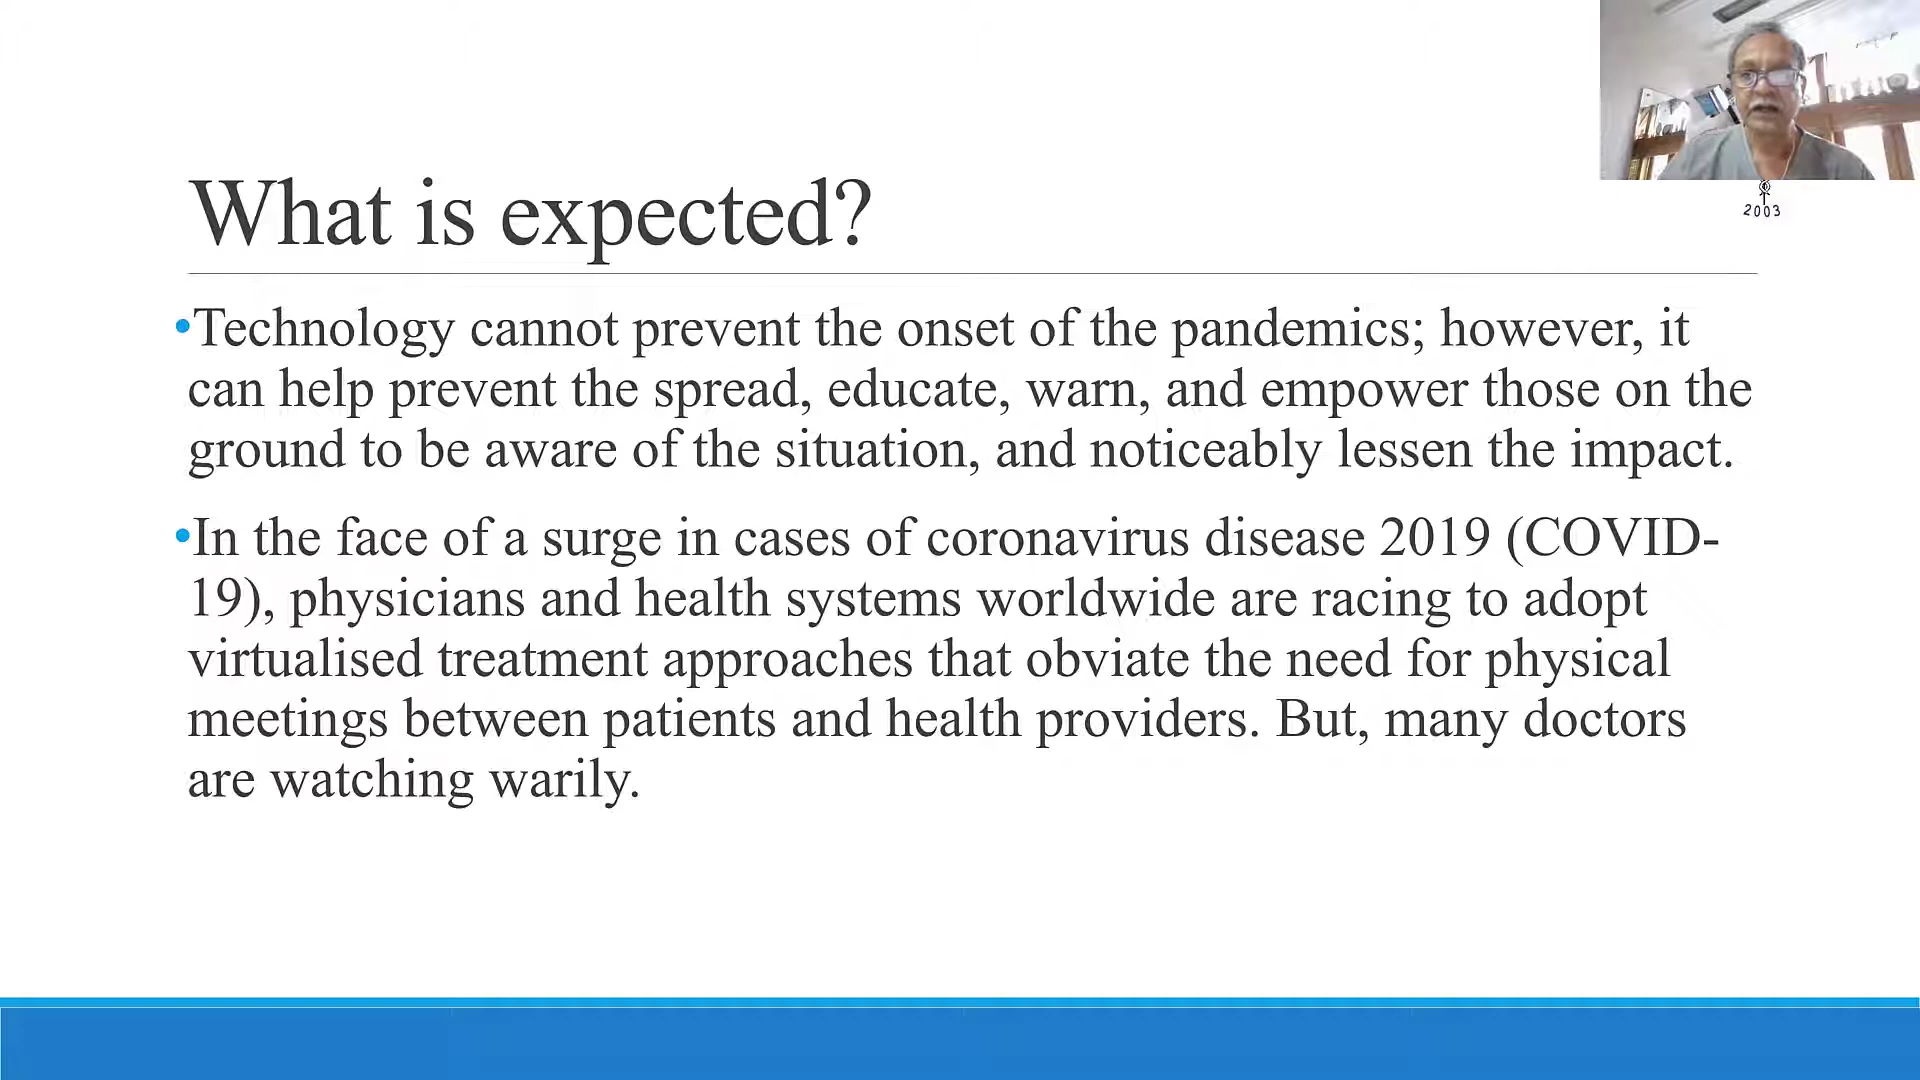 2003
What is expected?
•Technology cannot prevent the onset of the pandemics; however, it
can help prevent the spread, educate, warn, and empower those on the
ground to be aware of the situation, and noticeably lessen the impact.
•In the face of a surge in cases of coronavirus disease 2019 (COVID-
19), physicians and health systems worldwide are racing to adopt
virtualised treatment approaches that obviate the need for physical
meetings between patients and health providers. But, many doctors
are watching warily.